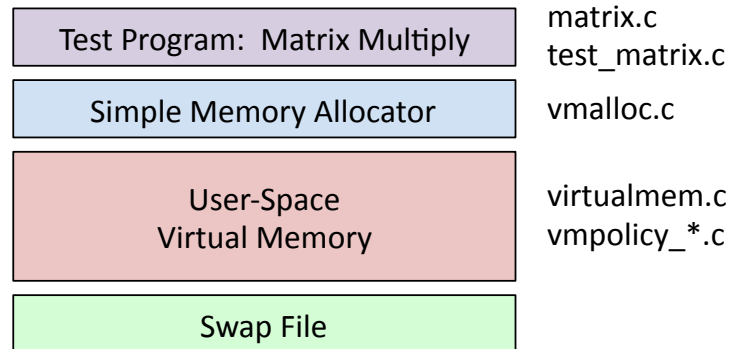 Test Program: Matrix Multiply
matrix.c
test_matrix.c
Simple Memory Allocator
vmalloc.c
User-Space
Virtual Memory
virtualmem.c
vmpolicy_*.c
Swap File